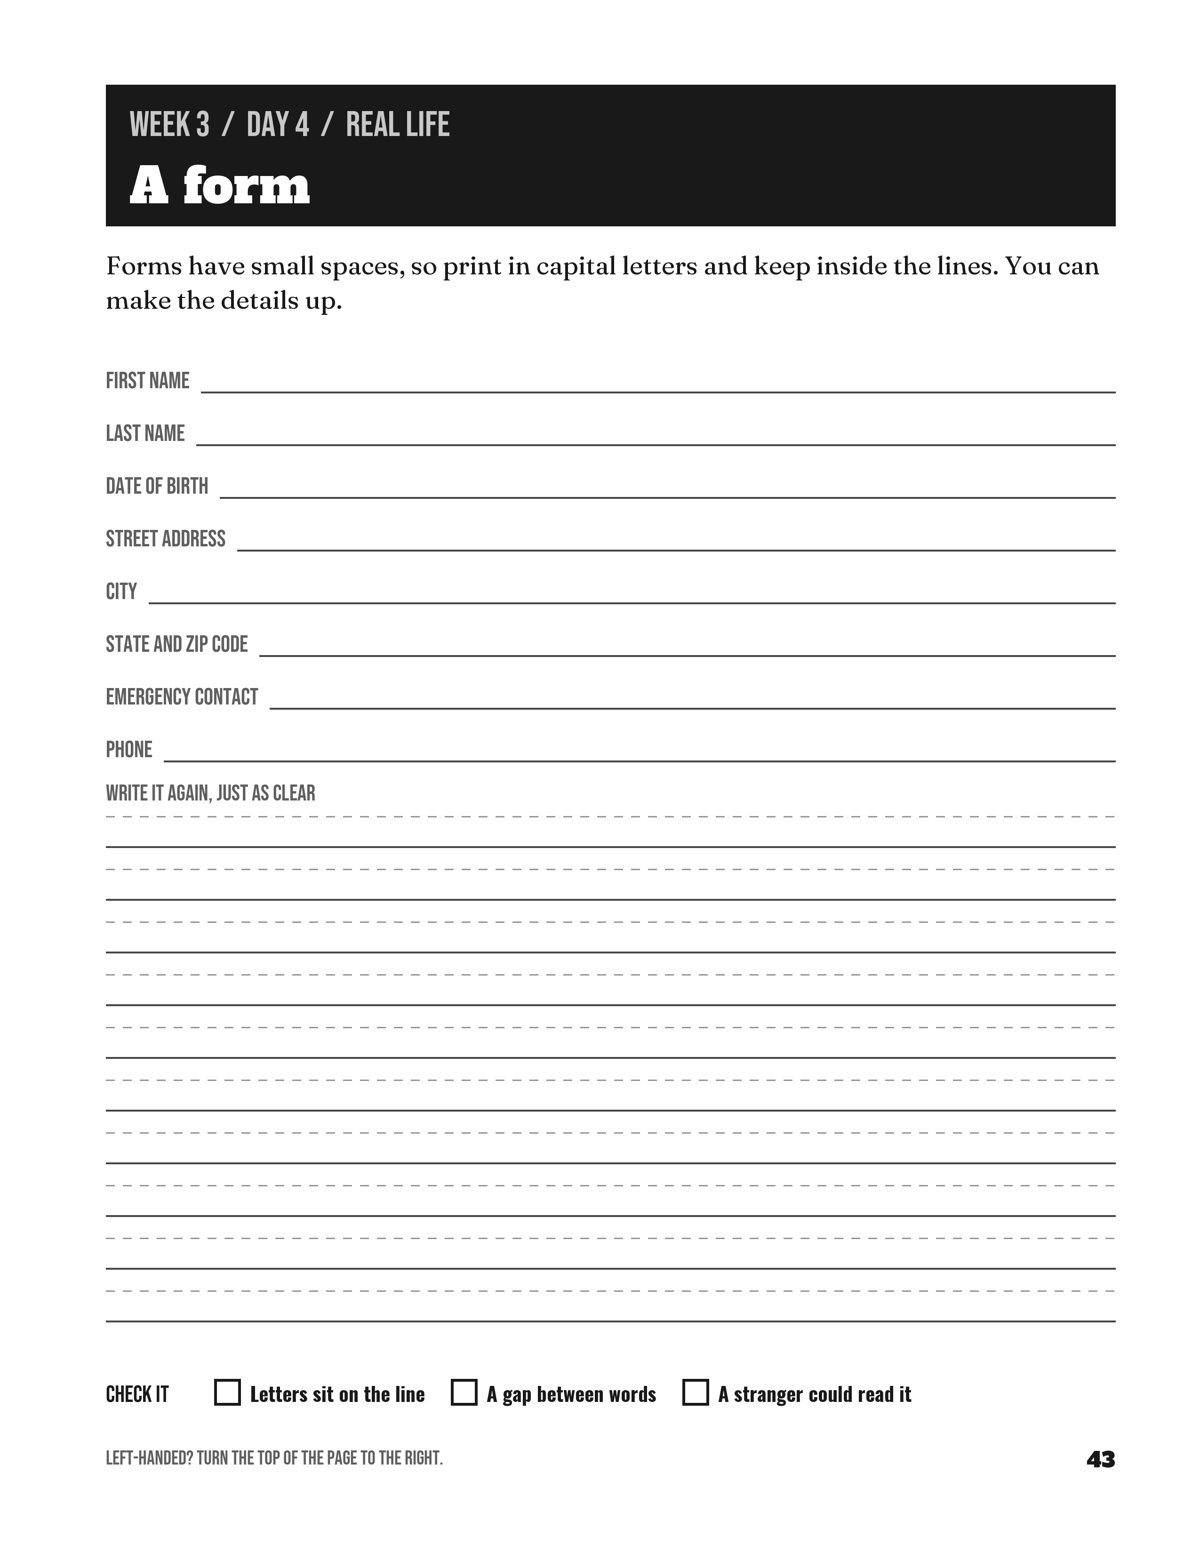 WEEK 3 / DAY 4 / REAL LIFE
A form
Forms have small spaces, so print in capital letters and keep inside the lines. You can
make the details up.
FIRST NAME
LAST NAME
DATE OF BIRTH
STREET ADDRESS
CITY
STATE AND ZIP CODE
EMERGENCY CONTACT
PHONE
WRITE IT AGAIN, JUST AS CLEAR
CHECK IT Letters sit on the line A gap between words A stranger could read it
LEFT-HANDED? TURN THE TOP OF THE PAGE TO THE RIGHT. 43